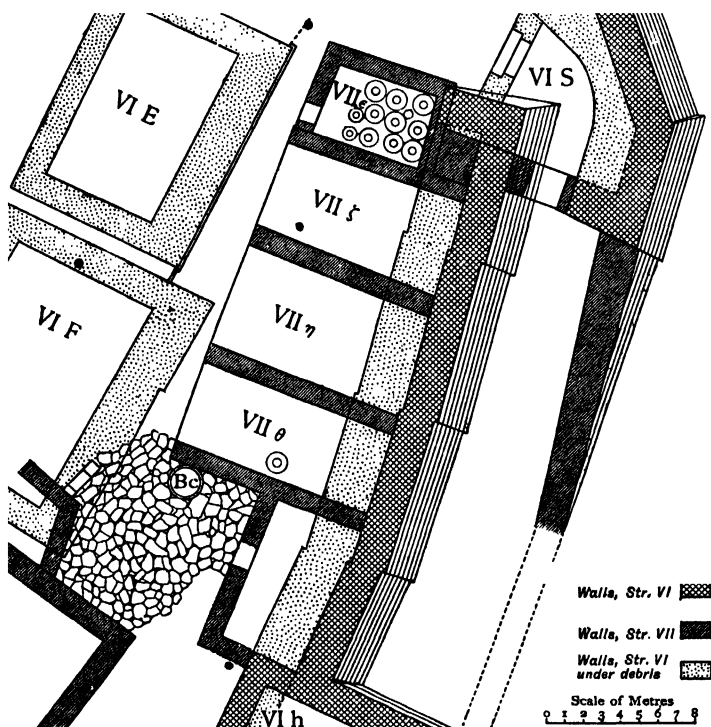 VI S
VII ε
VI E
VII ζ
VI F
VII η
VII θ
Bc
Walls, Str. VI
Walls, Str. VII
Walls, Str. VI
under debris
Scale of Metres
0 1 2 3 4 5 6 7 8
VI h